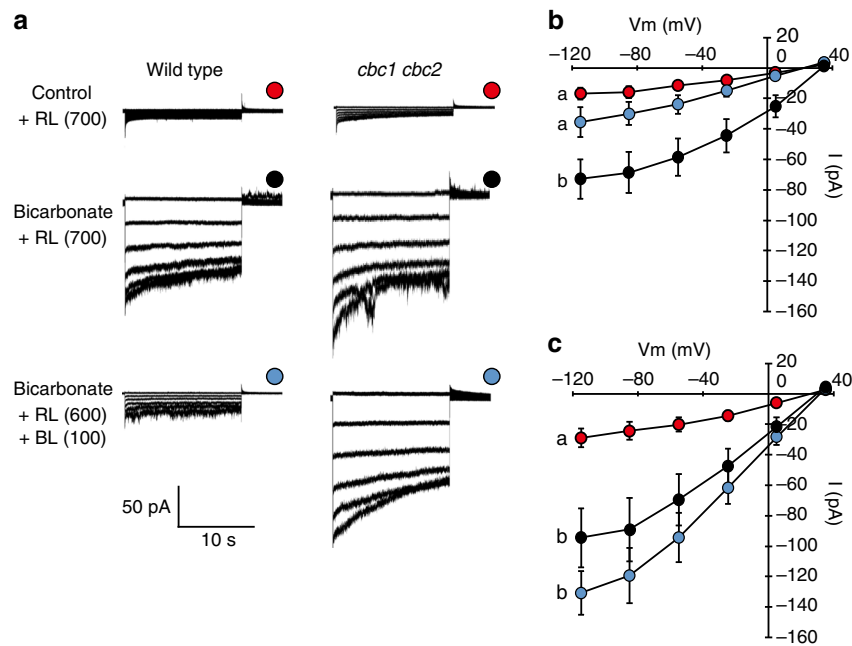 a
Wild type
cbc1 cbc2
Control
+ RL (700)
Bicarbonate
+ RL (700)
Bicarbonate
+ RL (600)
+ BL (100)
50 pA
10 s
b
Vm (mV)
−120
−80
−40
0
40
20
−20
−40
−60
−80
−100
−120
−140
−160
I (pA)
a
a
b
c
Vm (mV)
−120
−80
−40
0
40
20
−20
−40
−60
−80
−100
−120
−140
−160
I (pA)
a
b
b